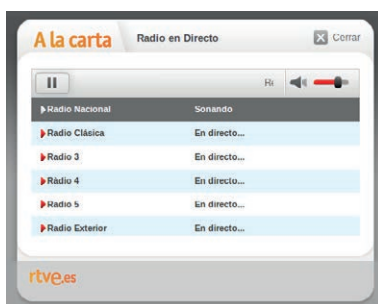 A la carta Radio en Directo Cerrar
Radio Nacional Sonando
Radio Clásica En directo...
Radio 3 En directo...
Ràdio 4 En directo...
Radio 5 En directo...
Radio Exterior En directo...
rtve.es